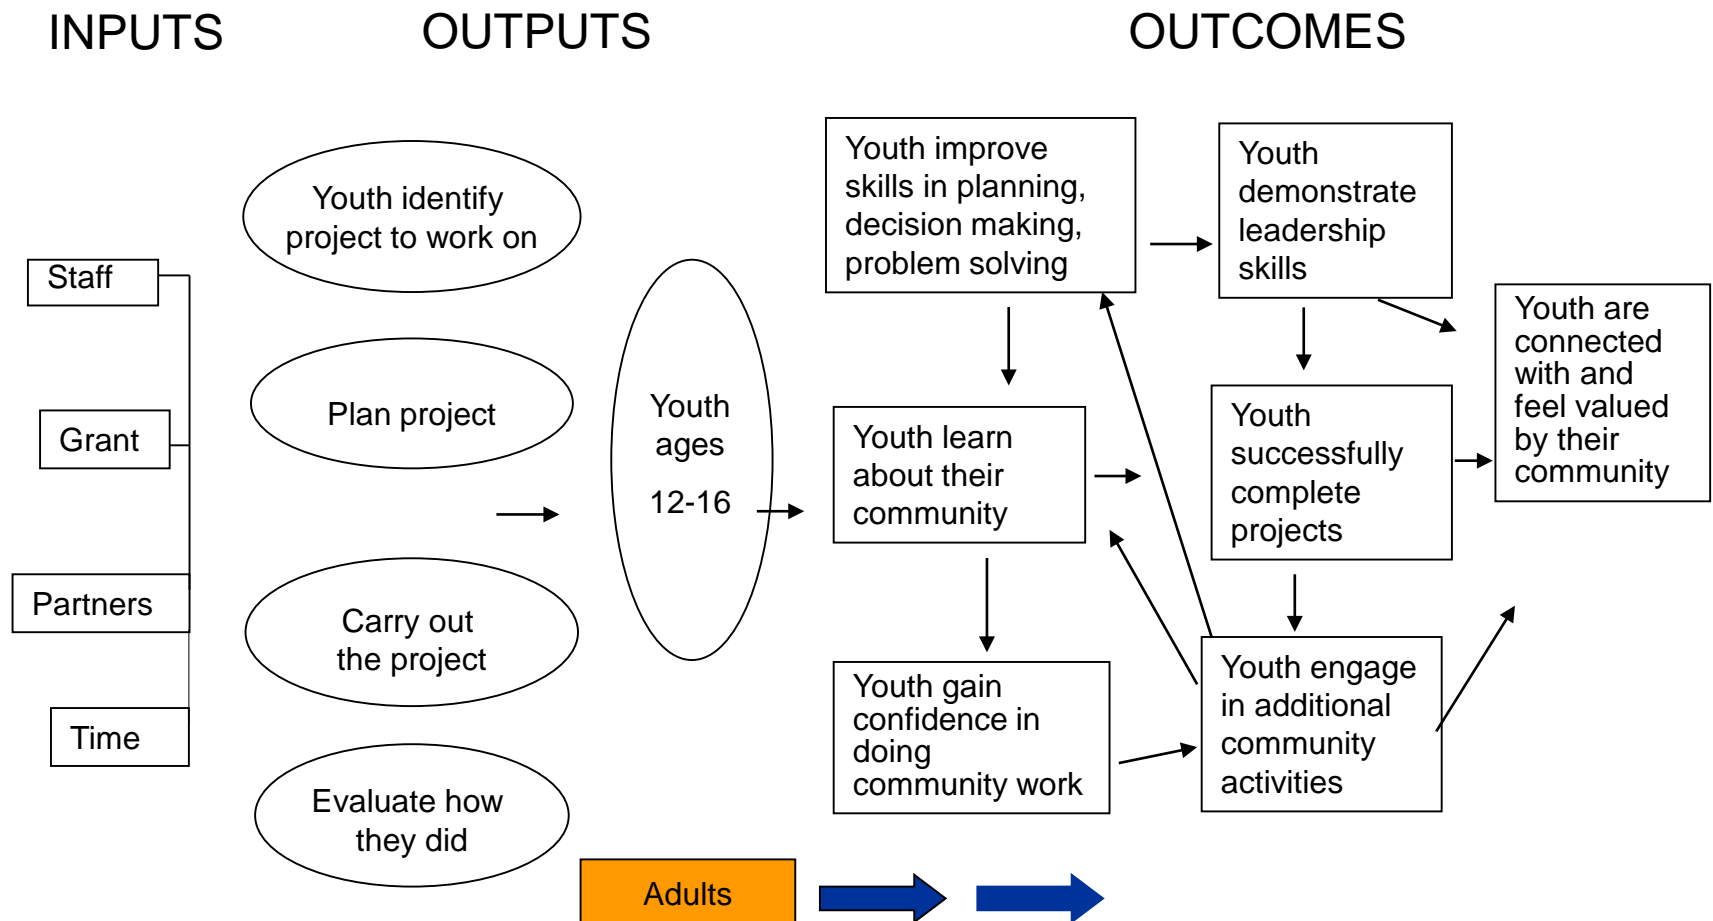 INPUTS
OUTPUTS
OUTCOMES
Staff
Grant
Partners
Time
Youth identify
project to work on
Plan project
Carry out
the project
Evaluate how
they did
Youth
ages
12-16
Adults
Youth improve
skills in planning,
decision making,
problem solving
Youth learn
about their
community
Youth gain
confidence in
doing
community work
Youth
demonstrate
leadership
skills
Youth
successfully
complete
projects
Youth engage
in additional
community
activities
Youth are
connected
with and
feel valued
by their
community